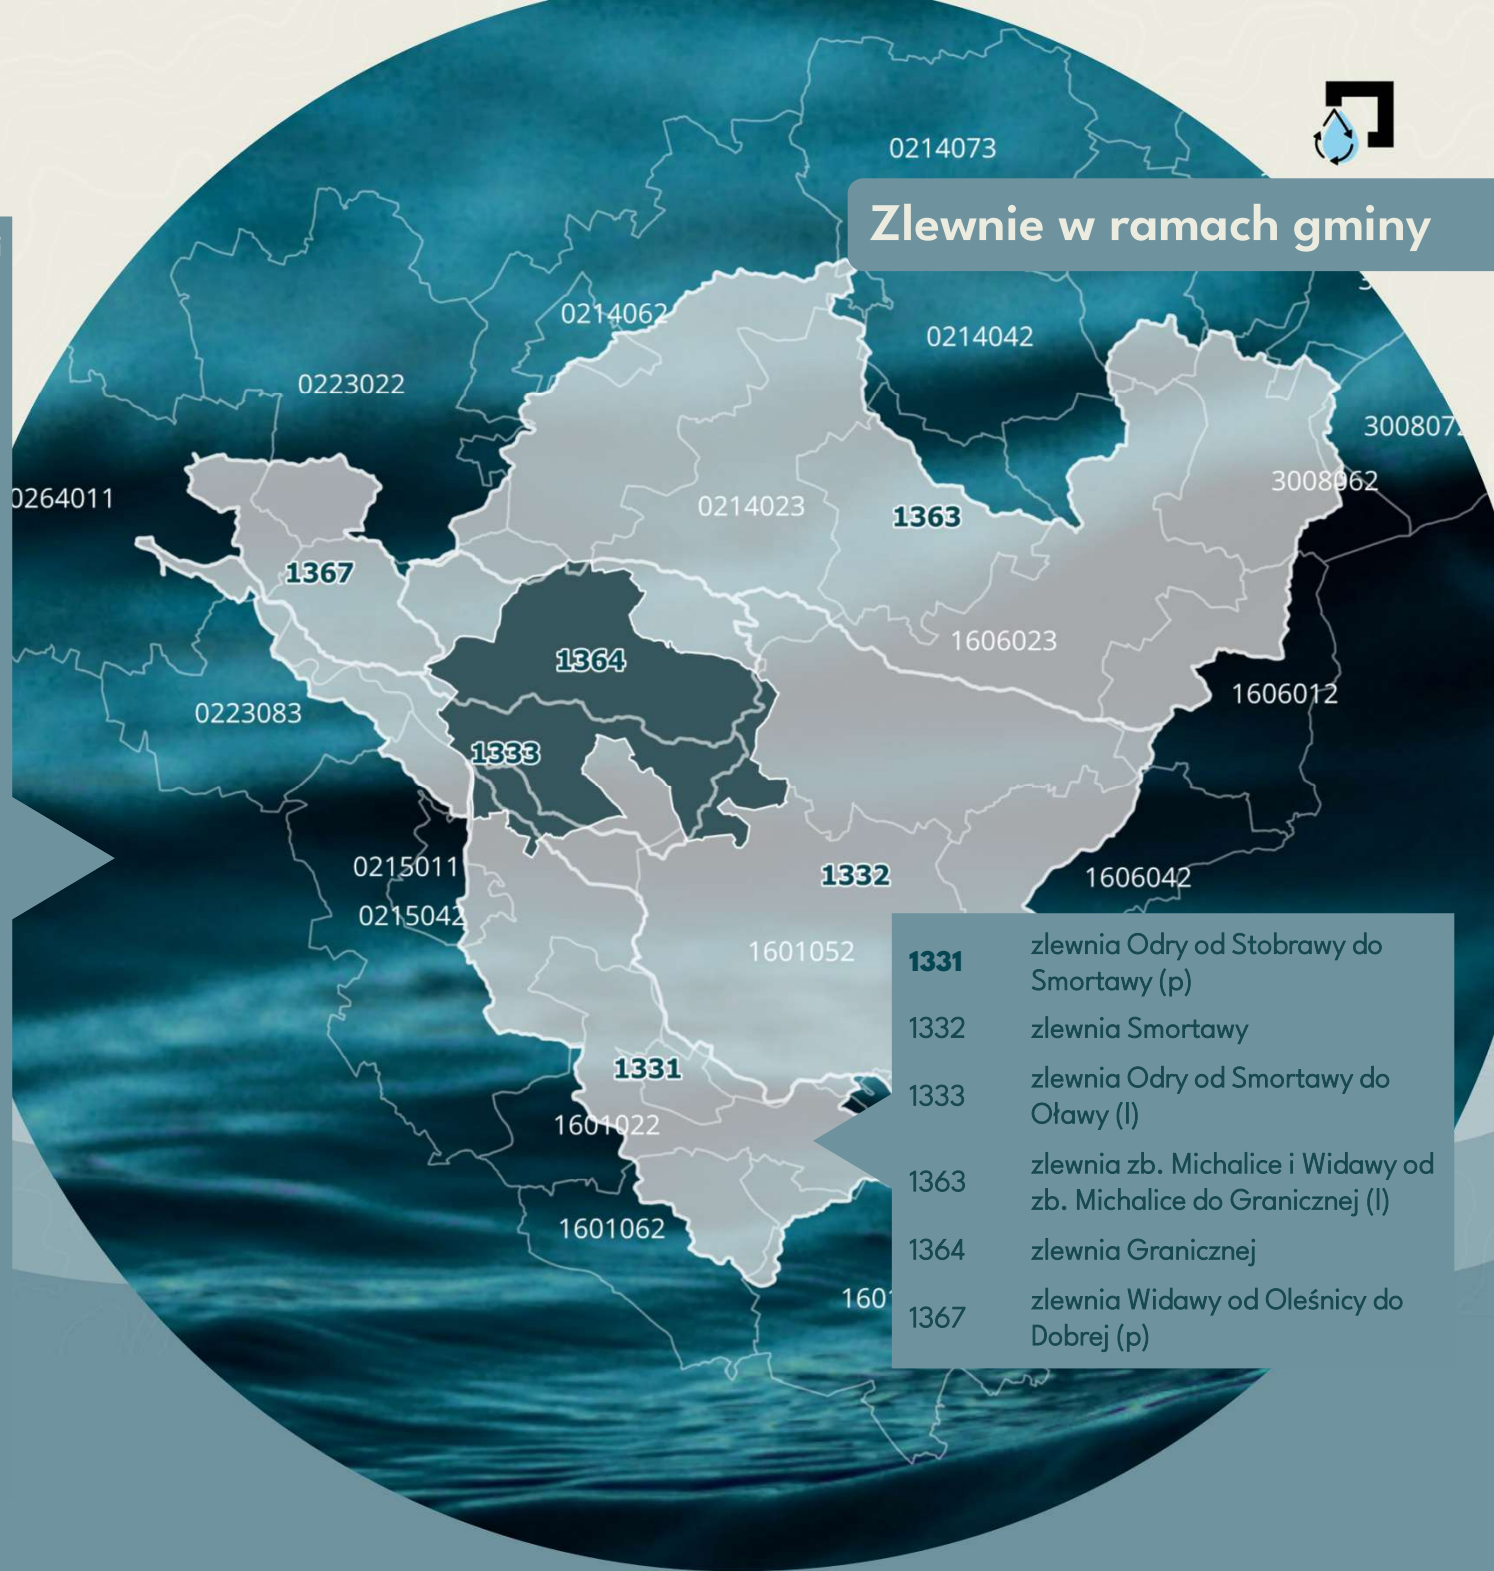 Zlewnie w ramach gminy
0214073
0214062
0214042
0223022
3008072
3008062
0264011
0214023
1363
1367
1606023
1364
1606012
0223083
1333
0215011
1332
1606042
0215042
1601052
1331
1601022
1601062
1331 zlewnia Odry od Stobrawy do
Smortawy (p)
1332 zlewnia Smortawy
1333 zlewnia Odry od Smortawy do
Oławy (l)
1363 zlewnia zb. Michalice i Widawy od
zb. Michalice do Granicznej (l)
1364 zlewnia Granicznej
1367 zlewnia Widawy od Oleśnicy do
Dobrej (p)